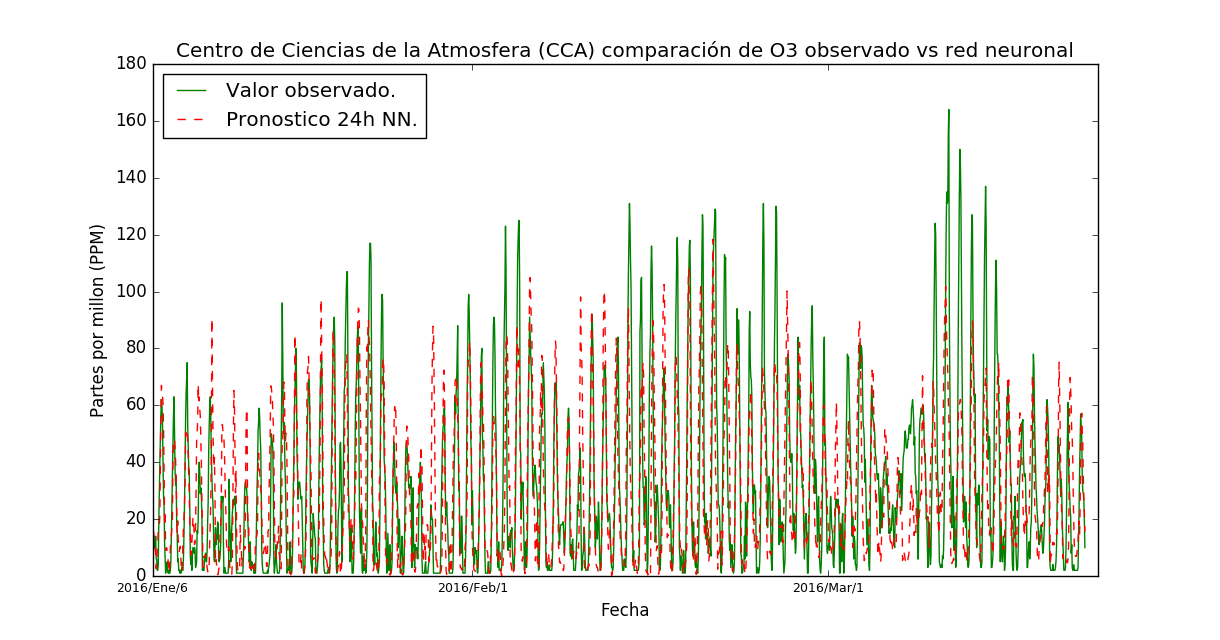 Centro de Ciencias de la Atmosfera (CCA) comparación de O3 observado vs red neuronal
180
160
140
120
100
80
60
40
20
0
Partes por millon (PPM)
Valor observado.
Pronostico 24h NN.
2016/Ene/6
2016/Feb/1
2016/Mar/1
Fecha